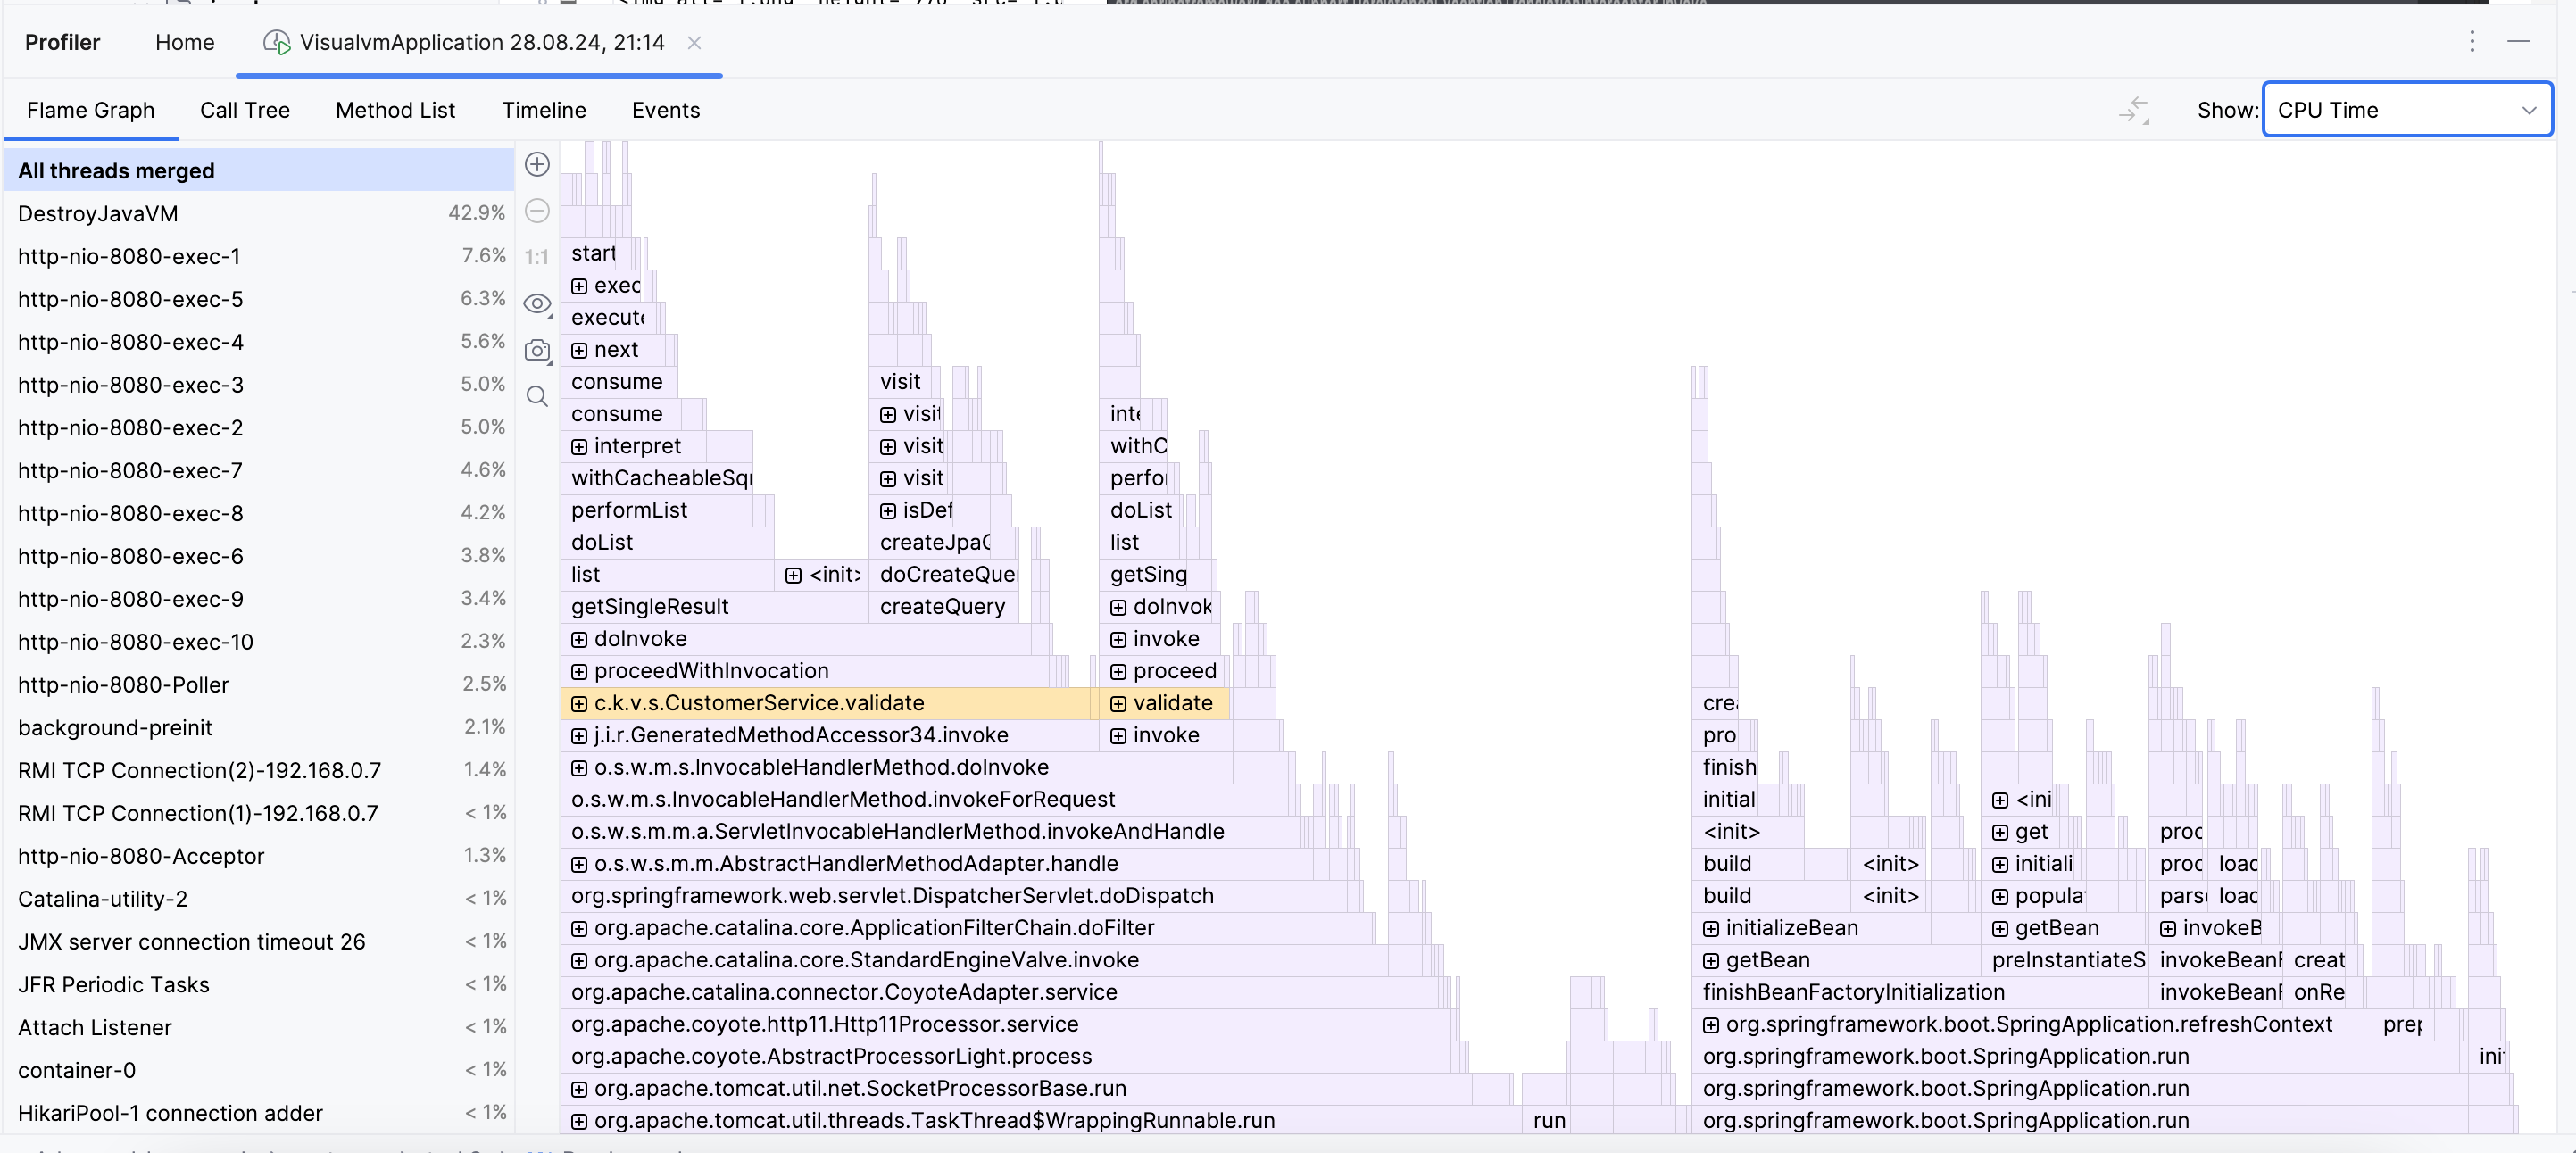 Profiler Home VisualvmApplication 28.08.24, 21:14
Flame Graph Call Tree Method List Timeline Events Show: CPU Time
All threads merged
DestroyJavaVM 42.9%
http-nio-8080-exec-1 7.6%
http-nio-8080-exec-5 6.3%
http-nio-8080-exec-4 5.6%
http-nio-8080-exec-3 5.0%
http-nio-8080-exec-2 5.0%
http-nio-8080-exec-7 4.6%
http-nio-8080-exec-8 4.2%
http-nio-8080-exec-6 3.8%
http-nio-8080-exec-9 3.4%
http-nio-8080-exec-10 2.3%
http-nio-8080-Poller 2.5%
background-preinit 2.1%
RMI TCP Connection(2)-192.168.0.7 1.4%
RMI TCP Connection(1)-192.168.0.7 < 1%
http-nio-8080-Acceptor 1.3%
Catalina-utility-2 < 1%
JMX server connection timeout 26 < 1%
JFR Periodic Tasks < 1%
Attach Listener < 1%
container-0 < 1%
HikariPool-1 connection adder < 1%
1:1
start
exec
execute
next
consume visit
consume visit inte
interpret visit withC
withCacheableSqr visit perfo
performList isDef doList
doList createJpaQ list
list <init> doCreateQuer getSing
getSingleResult createQuery doInvok
doInvoke invoke
proceedWithInvocation proceed
c.k.v.s.CustomerService.validate validate crea
j.i.r.GeneratedMethodAccessor34.invoke invoke pro
o.s.w.m.s.InvocableHandlerMethod.doInvoke finish
o.s.w.m.s.InvocableHandlerMethod.invokeForRequest initial <ini
o.s.w.s.m.m.a.ServletInvocableHandlerMethod.invokeAndHandle <init> get proc
o.s.w.s.m.m.AbstractHandlerMethodAdapter.handle build <init> initiali proc loac
org.springframework.web.servlet.DispatcherServlet.doDispatch build <init> popula parse loac
org.apache.catalina.core.ApplicationFilterChain.doFilter initializeBean getBean invokeB
org.apache.catalina.core.StandardEngineValve.invoke getBean preInstantiateSi invokeBeanF creat
org.apache.catalina.connector.CoyoteAdapter.service finishBeanFactoryInitialization invokeBeanF onRe
org.apache.coyote.http11.Http11Processor.service org.springframework.boot.SpringApplication.refreshContext prep
org.apache.coyote.AbstractProcessorLight.process org.springframework.boot.SpringApplication.run init
org.apache.tomcat.util.net.SocketProcessorBase.run org.springframework.boot.SpringApplication.run
org.apache.tomcat.util.threads.TaskThread$WrappingRunnable.run run org.springframework.boot.SpringApplication.run